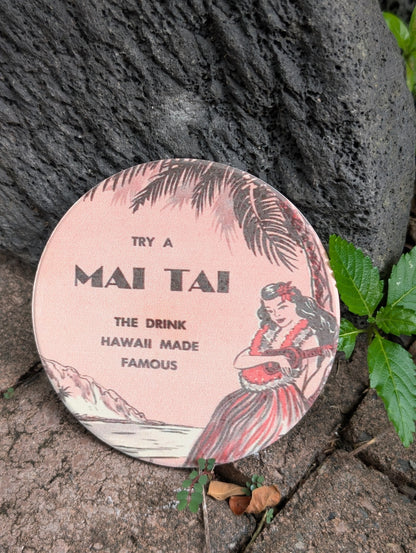 TRY A
MAI TAI
THE DRINK
HAWAII MADE
FAMOUS